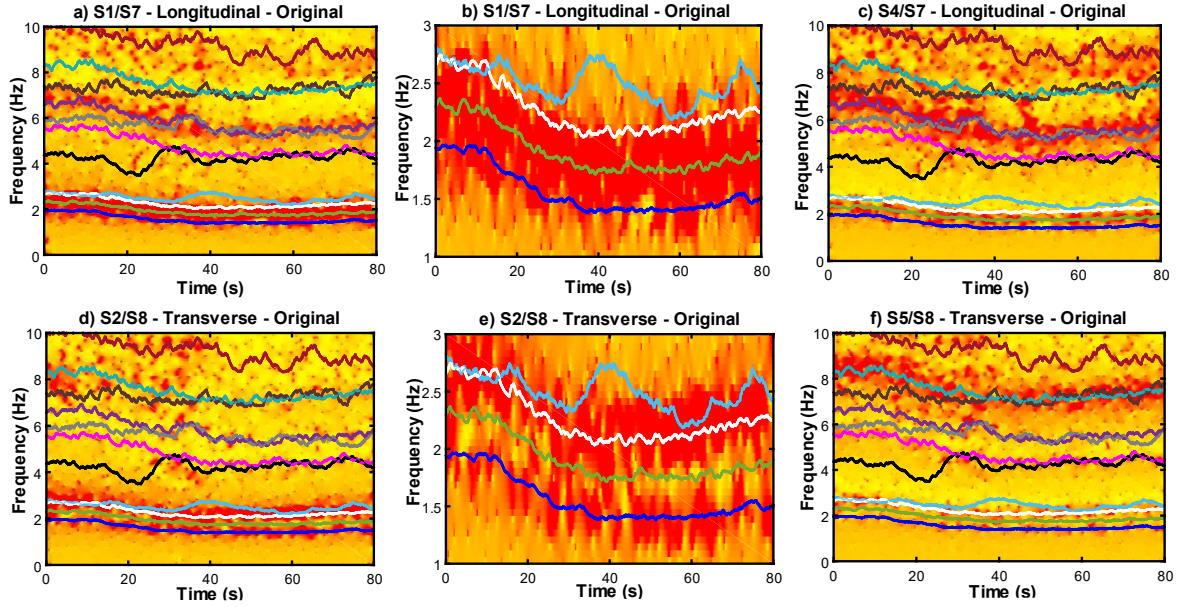 a) S1/S7 - Longitudinal - Original
10
8
6
4
2
0
Frequency (Hz)
0 20 40 60 80
Time (s)
b) S1/S7 - Longitudinal - Original
3
2.5
2
1.5
1
Frequency (Hz)
0 20 40 60 80
Time (s)
c) S4/S7 - Longitudinal - Original
10
8
6
4
2
0
Frequency (Hz)
0 20 40 60 80
Time (s)
d) S2/S8 - Transverse - Original
10
8
6
4
2
0
Frequency (Hz)
0 20 40 60 80
Time (s)
e) S2/S8 - Transverse - Original
3
2.5
2
1.5
1
Frequency (Hz)
0 20 40 60 80
Time (s)
f) S5/S8 - Transverse - Original
10
8
6
4
2
0
Frequency (Hz)
0 20 40 60 80
Time (s)